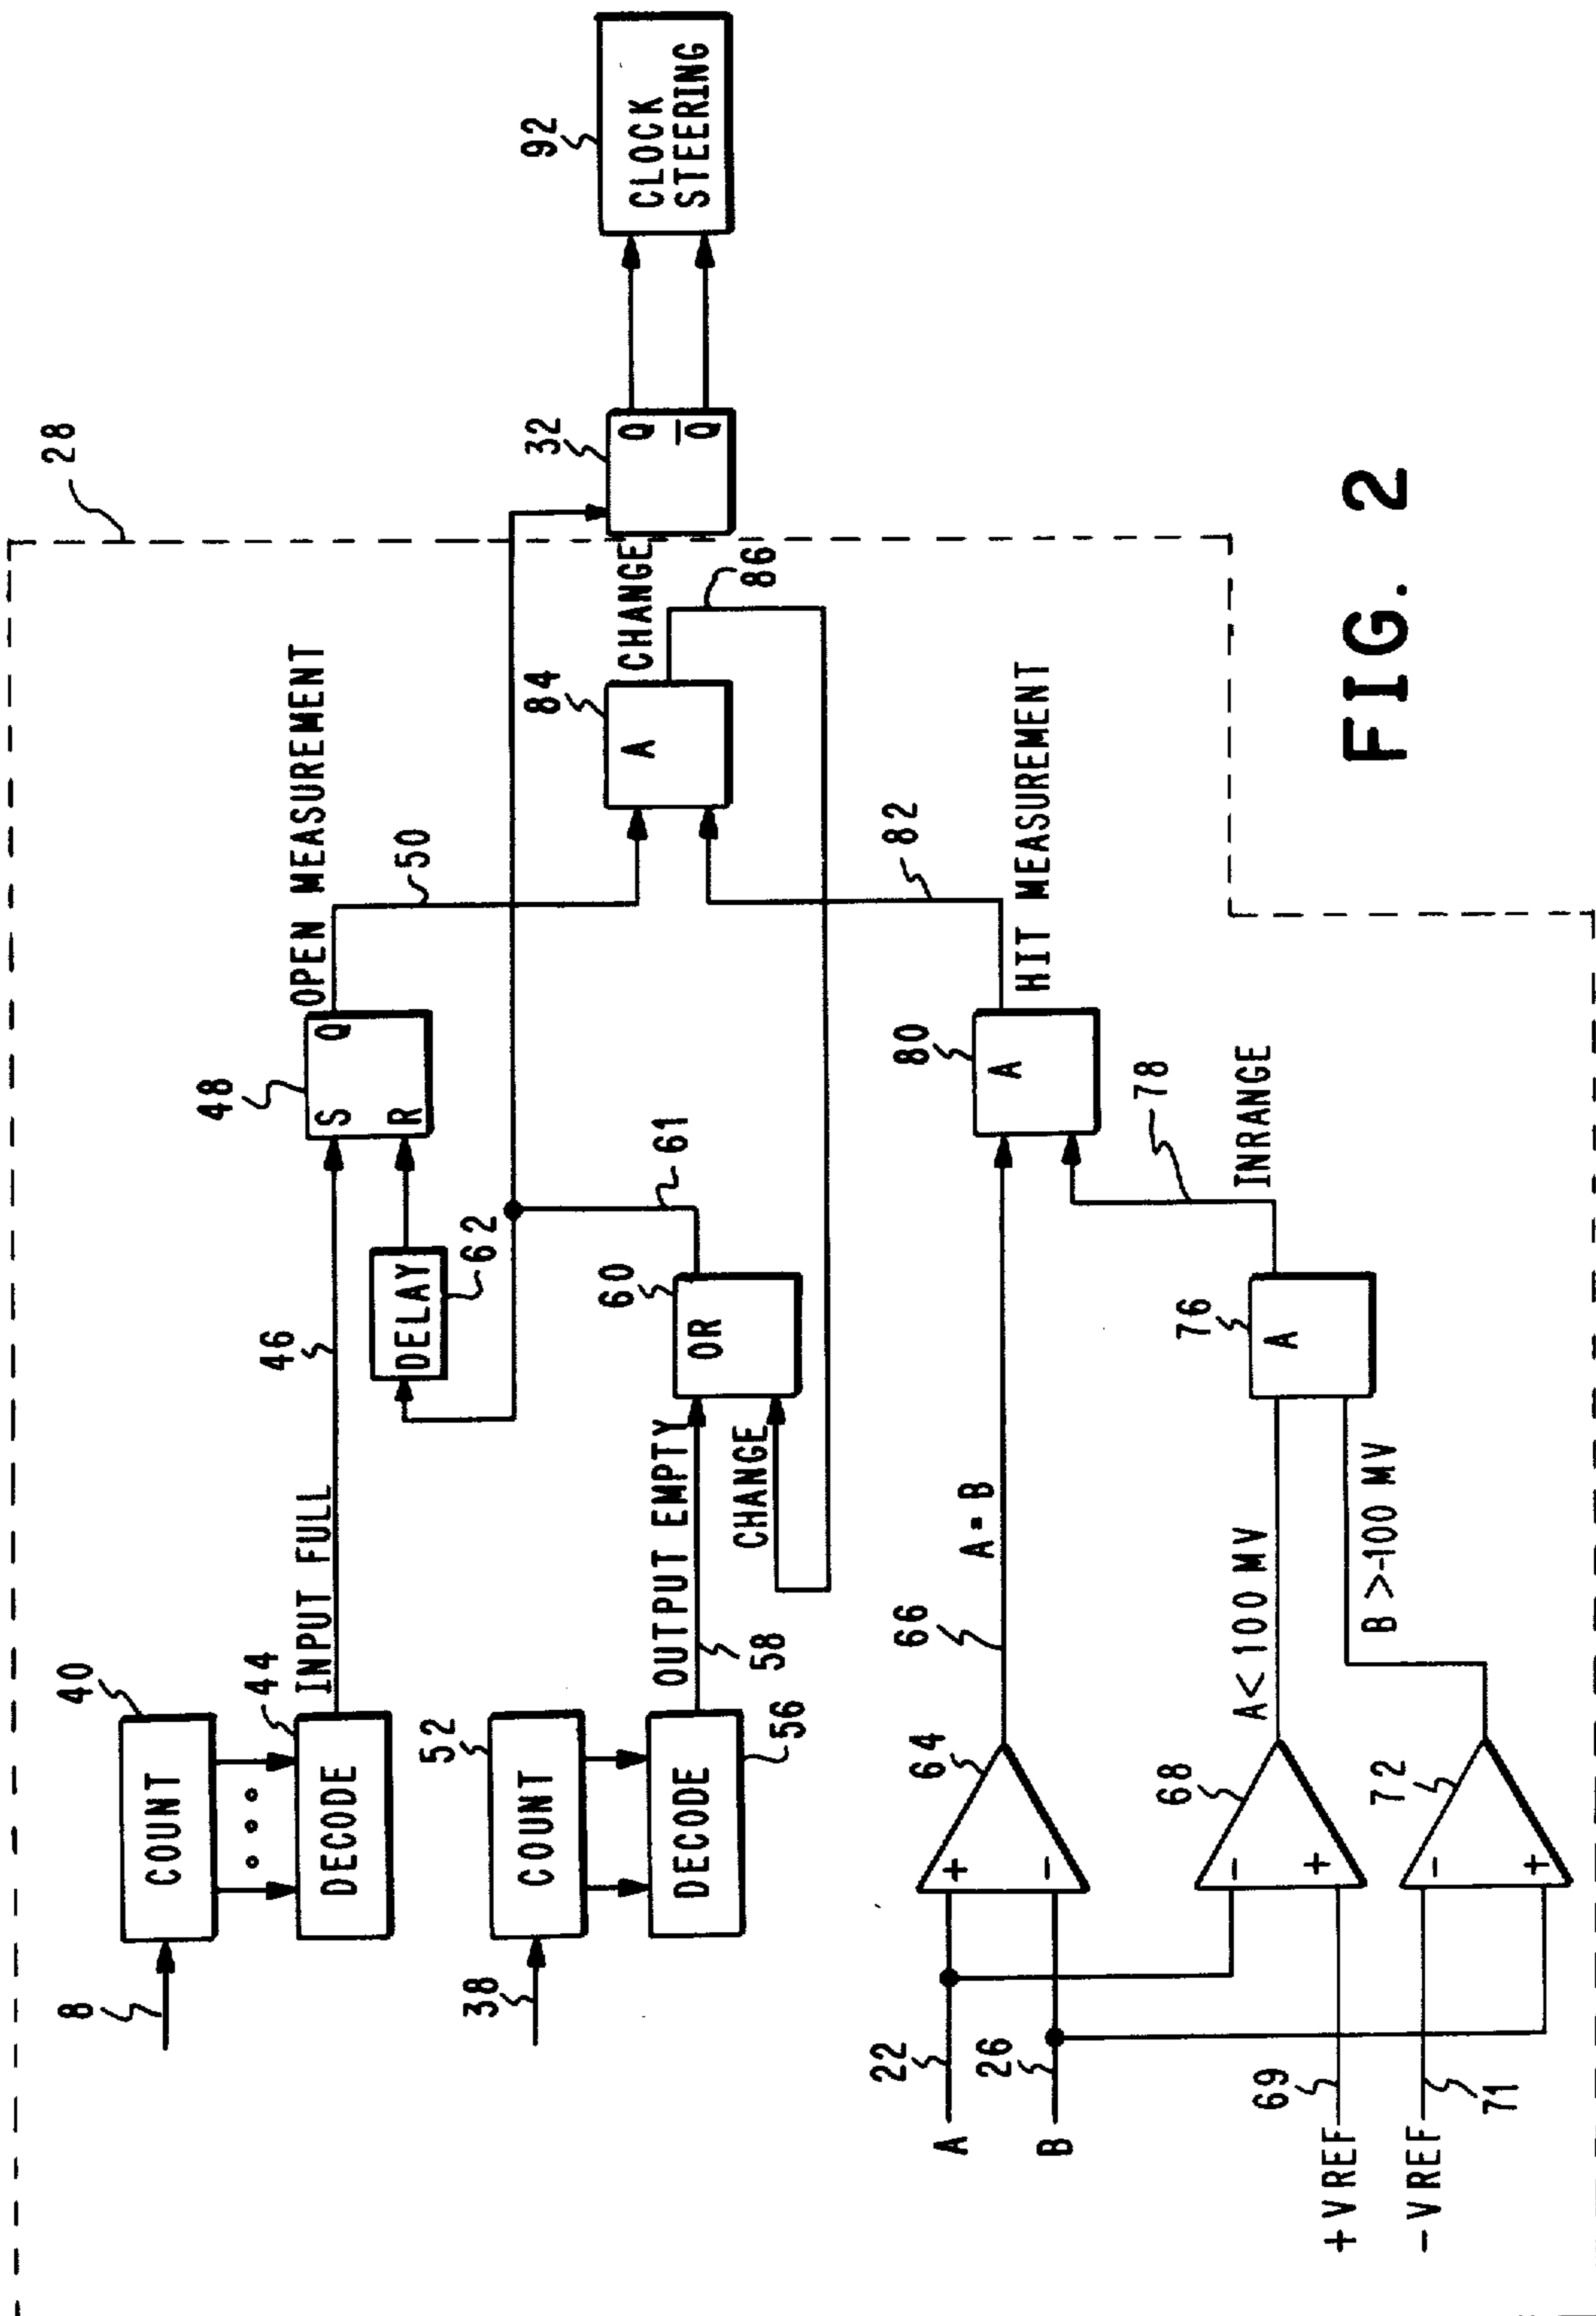 28
8
COUNT
40
DECODE
44
INPUT FULL
46
S
Q
R
48
OPEN MEASUREMENT
50
DELAY
62
38
COUNT
52
DECODE
56
OUTPUT EMPTY
58
CHANGE
OR
60
61
A
84
CHANGE
86
32
Q
Q̅
92
CLOCK
STEERING
A
22
B
26
+
-
64
66
A=B
A
80
HIT MEASUREMENT
82
+VREF
69
-VREF
71
-
+
68
A<100 MV
-
+
72
B>-100 MV
A
76
78
INRANGE
FIG. 2